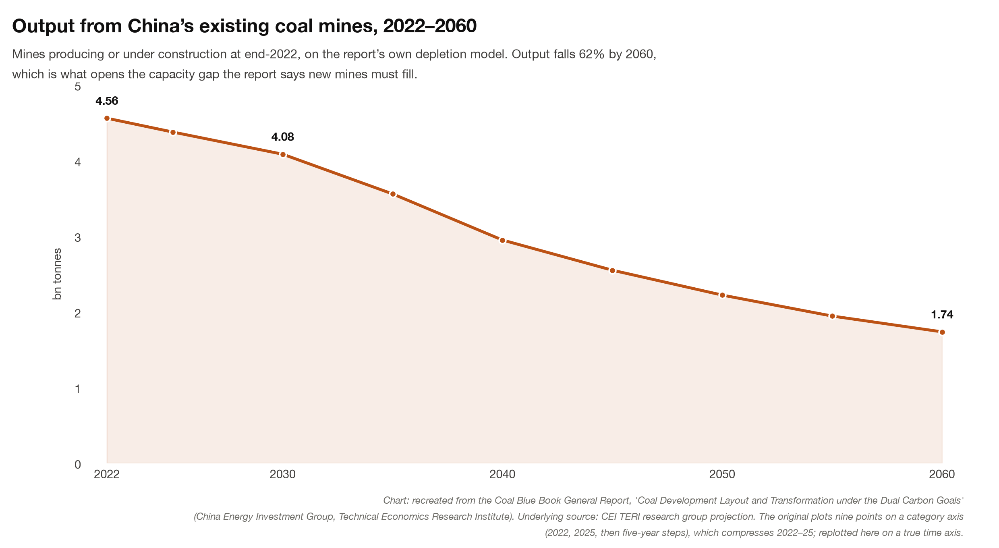 Output from China’s existing coal mines, 2022–2060
Mines producing or under construction at end-2022, on the report’s own depletion model. Output falls 62% by 2060,
which is what opens the capacity gap the report says new mines must fill.
5
4
3
2
1
0
bn tonnes
4.56
4.08
1.74
2022
2030
2040
2050
2060
Chart: recreated from the Coal Blue Book General Report, 'Coal Development Layout and Transformation under the Dual Carbon Goals'
(China Energy Investment Group, Technical Economics Research Institute). Underlying source: CEI TERI research group projection. The original plots nine points on a category axis
(2022, 2025, then five-year steps), which compresses 2022–25; replotted here on a true time axis.